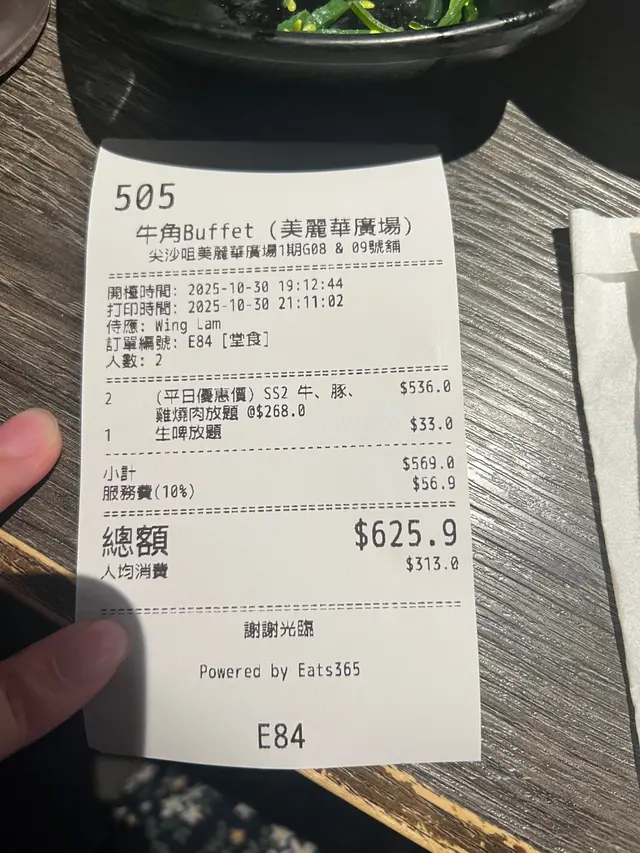 505
牛角Buffet (美麗華廣場)
尖沙咀美麗華廣場1期G08 & 09號舖
開檯時間: 2025-10-30 19:12:44
打印時間: 2025-10-30 21:11:02
侍應: Wing Lam
訂單編號: E84 [堂食]
人數: 2
2 (平日優惠價) SS2 牛、豚、 $536.0
雞燒肉放題 @$268.0
1 生啤放題 $33.0
小計 $569.0
服務費(10%) $56.9
總額 $625.9
人均消費 $313.0
謝謝光臨
Powered by Eats365
E84